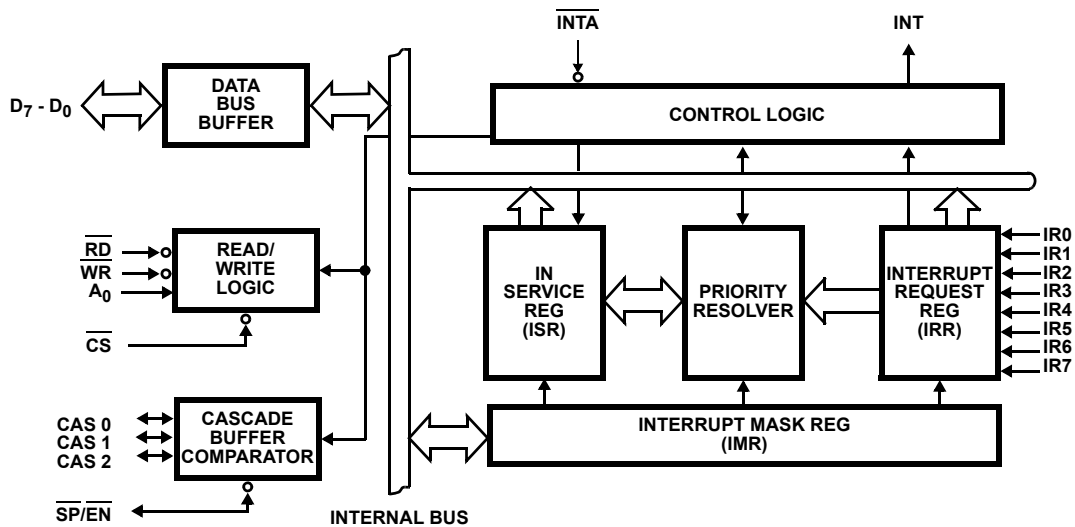 INTA
INT
D7 - D0
DATA
BUS
BUFFER
CONTROL LOGIC
RD
WR
A0
CS
READ/
WRITE
LOGIC
IN
SERVICE
REG
(ISR)
PRIORITY
RESOLVER
INTERRUPT
REQUEST
REG
(IRR)
IR0
IR1
IR2
IR3
IR4
IR5
IR6
IR7
CAS 0
CAS 1
CAS 2
CASCADE
BUFFER
COMPARATOR
INTERRUPT MASK REG
(IMR)
SP/EN
INTERNAL BUS